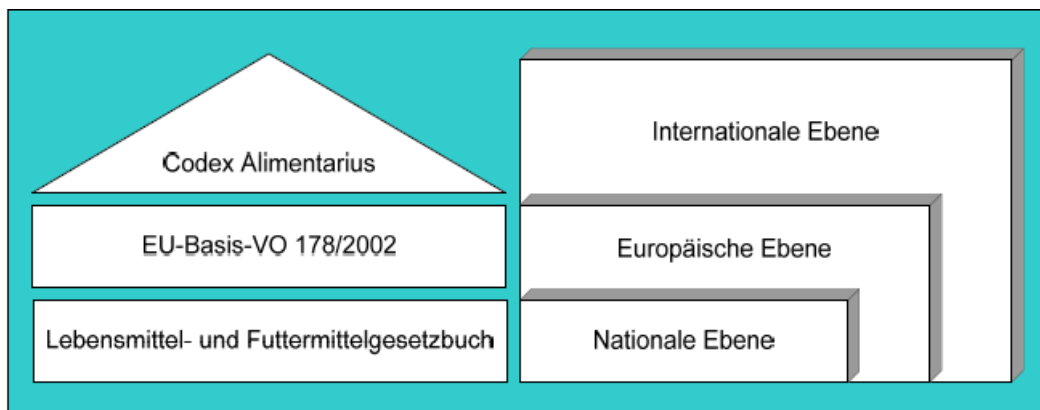 Codex Alimentarius
Internationale Ebene
EU-Basis-VO 178/2002
Europäische Ebene
Lebensmittel- und Futtermittelgesetzbuch
Nationale Ebene